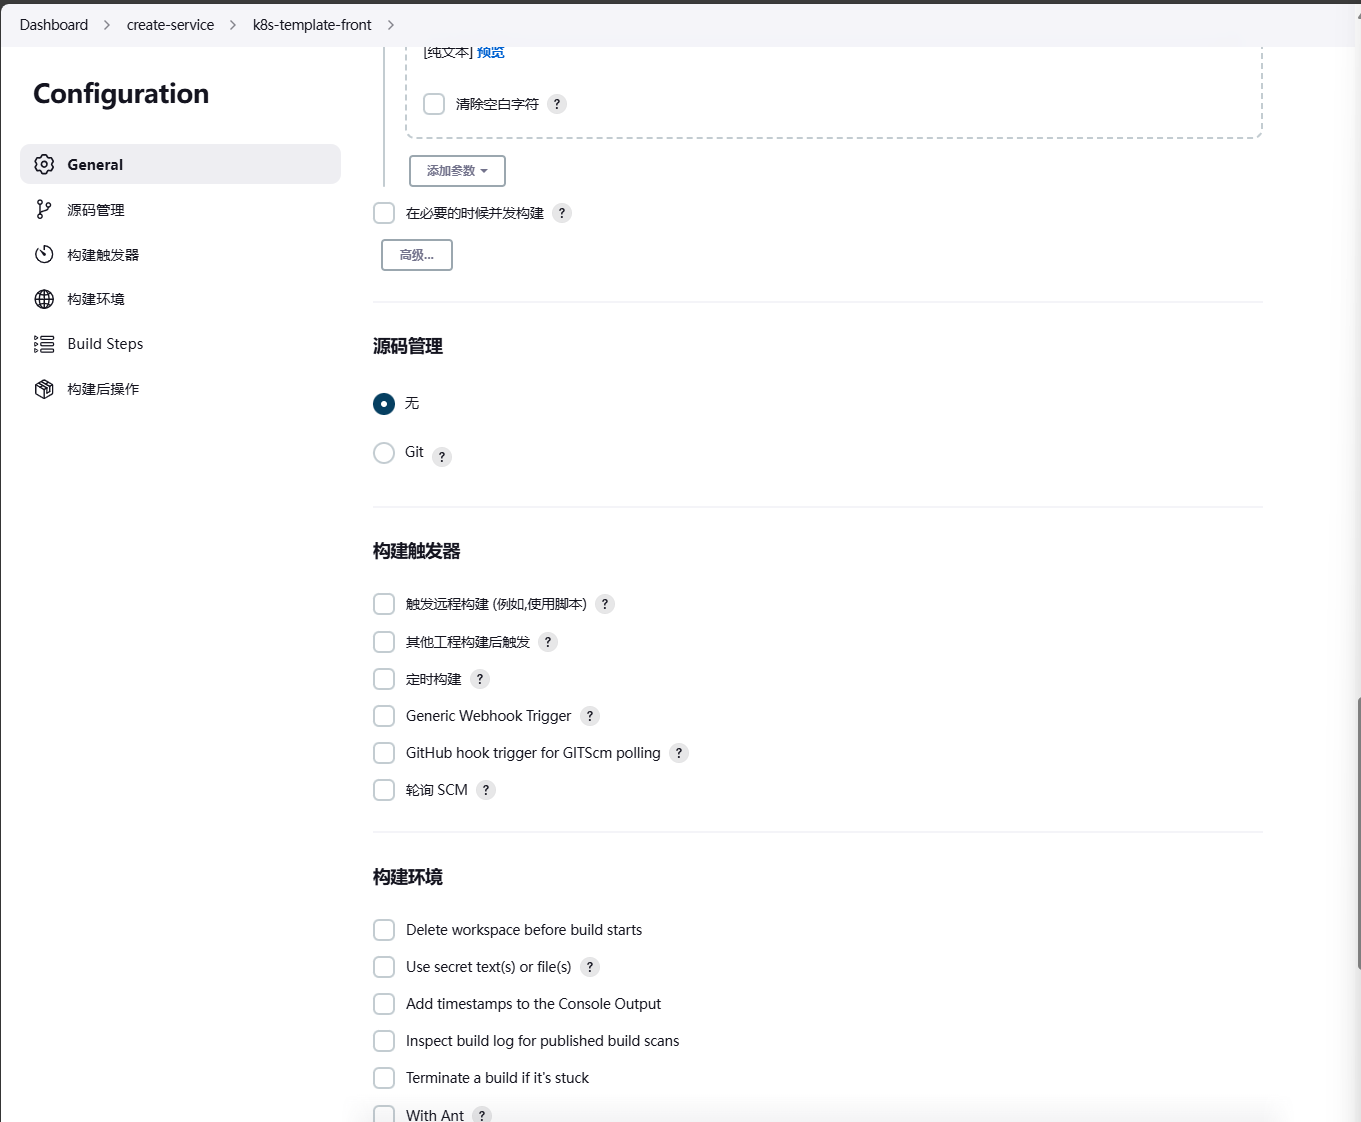 Dashboard > create-service > k8s-template-front >
Configuration
General
源码管理
构建触发器
构建环境
Build Steps
构建后操作
[纯文本] 预览
清除空白字符 ?
添加参数
在必要的时候并发构建 ?
高级...
源码管理
无
Git ?
构建触发器
触发远程构建 (例如,使用脚本) ?
其他工程构建后触发 ?
定时构建 ?
Generic Webhook Trigger ?
GitHub hook trigger for GITScm polling ?
轮询 SCM ?
构建环境
Delete workspace before build starts
Use secret text(s) or file(s) ?
Add timestamps to the Console Output
Inspect build log for published build scans
Terminate a build if it's stuck
With Ant ?